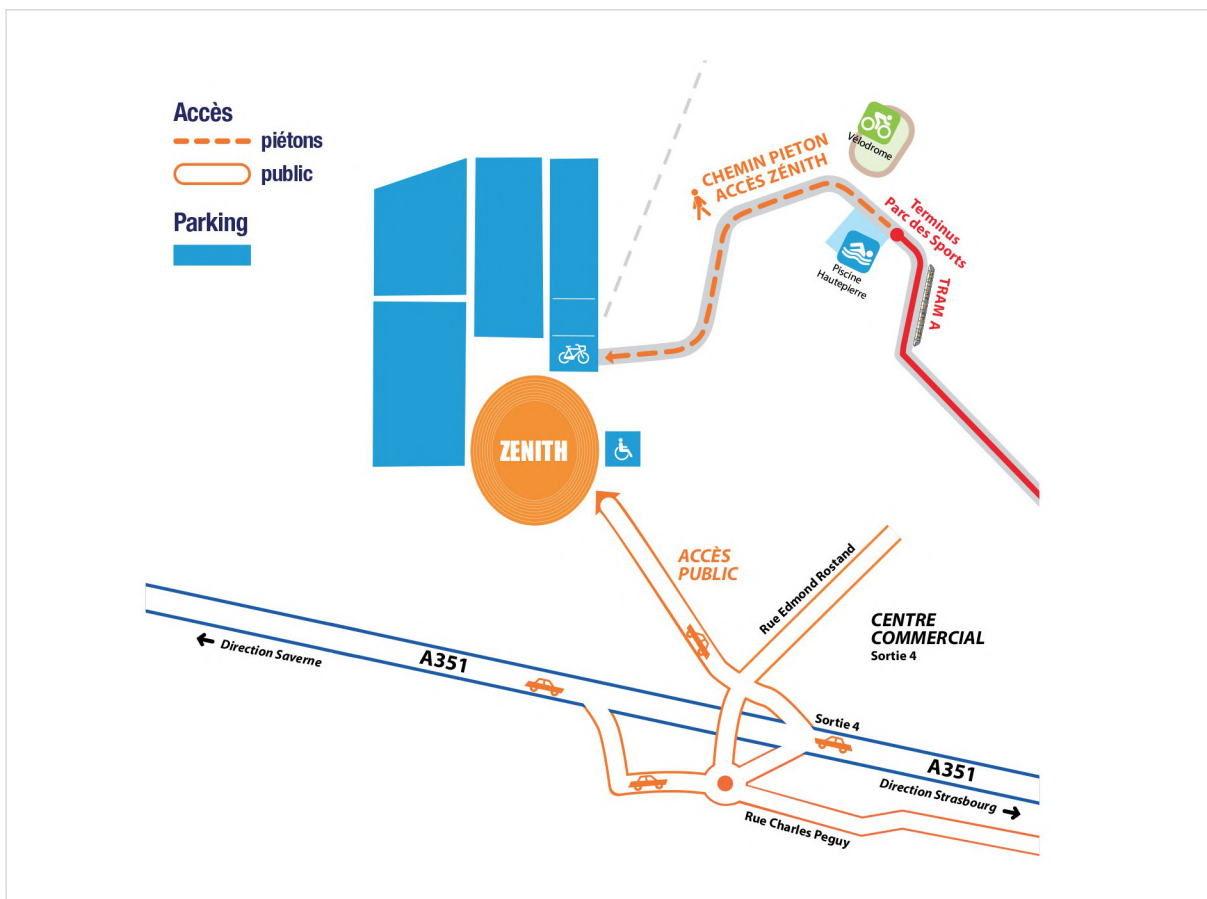 Accès
piétons
public
Parking
CHEMIN PIETON
ACCÈS ZÉNITH
Vélodrome
Terminus
Parc des Sports
Piscine
Hautepierre
TRAM A
ZENITH
ACCÈS
PUBLIC
Rue Edmond Rostand
CENTRE
COMMERCIAL
Sortie 4
Direction Saverne
A351
Sortie 4
A351
Direction Strasbourg
Rue Charles Peguy